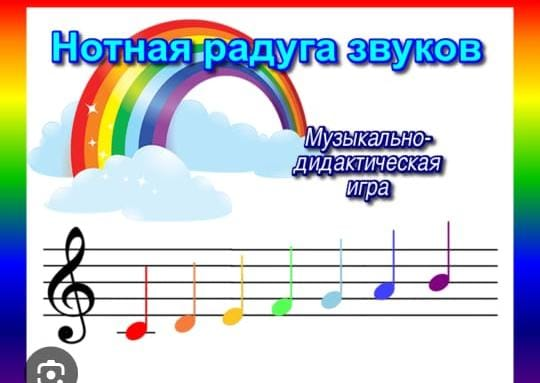 Нотная радуга звуков
Музыкально-
дидактическая
игра